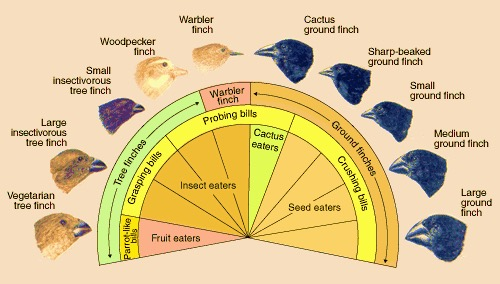 Warbler
finch
Cactus
ground finch
Woodpecker
finch
Sharp-beaked
ground finch
Small
insectivorous
tree finch
Small
ground finch
Large
insectivorous
tree finch
Medium
ground finch
Vegetarian
tree finch
Large
ground
finch
Tree finches
Warbler
finch
Ground finches
Parrot-like
bills
Grasping bills
Probing bills
Crushing bills
Fruit eaters
Insect eaters
Cactus
eaters
Seed eaters